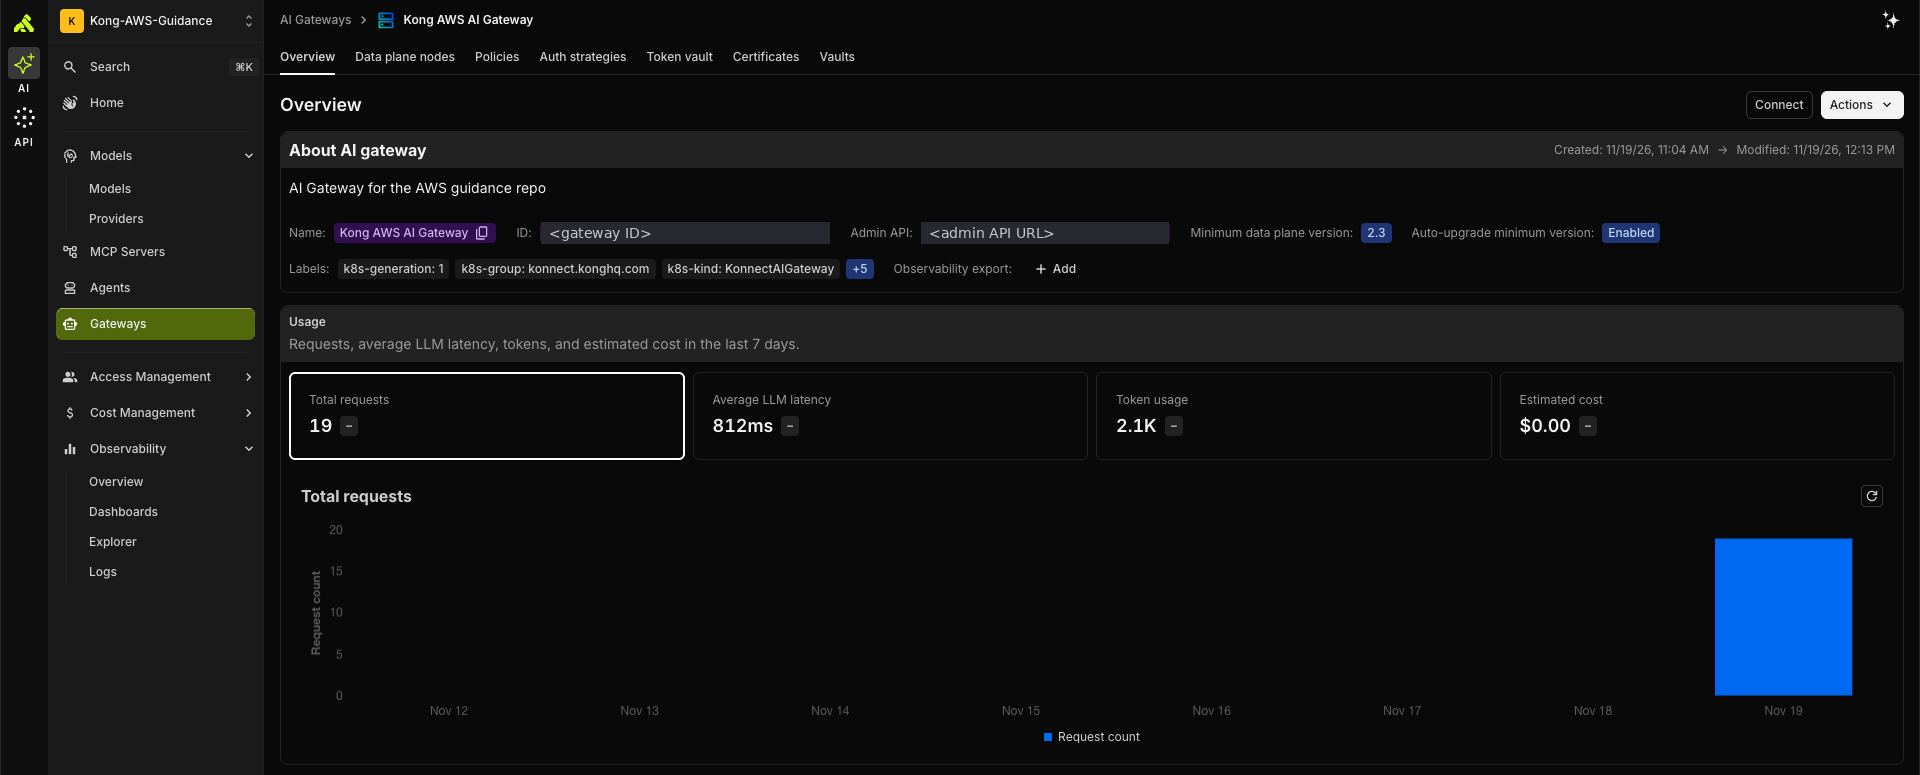 K Kong-AWS-Guidance
AI Gateways > Kong AWS AI Gateway
AI
API
Search ⌘K
Home
Models
Models
Providers
MCP Servers
Agents
Gateways
Access Management
Cost Management
Observability
Overview
Dashboards
Explorer
Logs
Overview Data plane nodes Policies Auth strategies Token vault Certificates Vaults
Overview
Connect Actions
About AI gateway
Created: 11/19/26, 11:04 AM → Modified: 11/19/26, 12:13 PM
AI Gateway for the AWS guidance repo
Name: Kong AWS AI Gateway ID: <gateway ID> Admin API: <admin API URL> Minimum data plane version: 2.3 Auto-upgrade minimum version: Enabled
Labels: k8s-generation: 1 k8s-group: konnect.konghq.com k8s-kind: KonnectAIGateway +5 Observability export: + Add
Usage
Requests, average LLM latency, tokens, and estimated cost in the last 7 days.
Total requests
19 –
Average LLM latency
812ms –
Token usage
2.1K –
Estimated cost
$0.00 –
Total requests
Request count
20
15
10
5
0
Nov 12 Nov 13 Nov 14 Nov 15 Nov 16 Nov 17 Nov 18 Nov 19
Request count